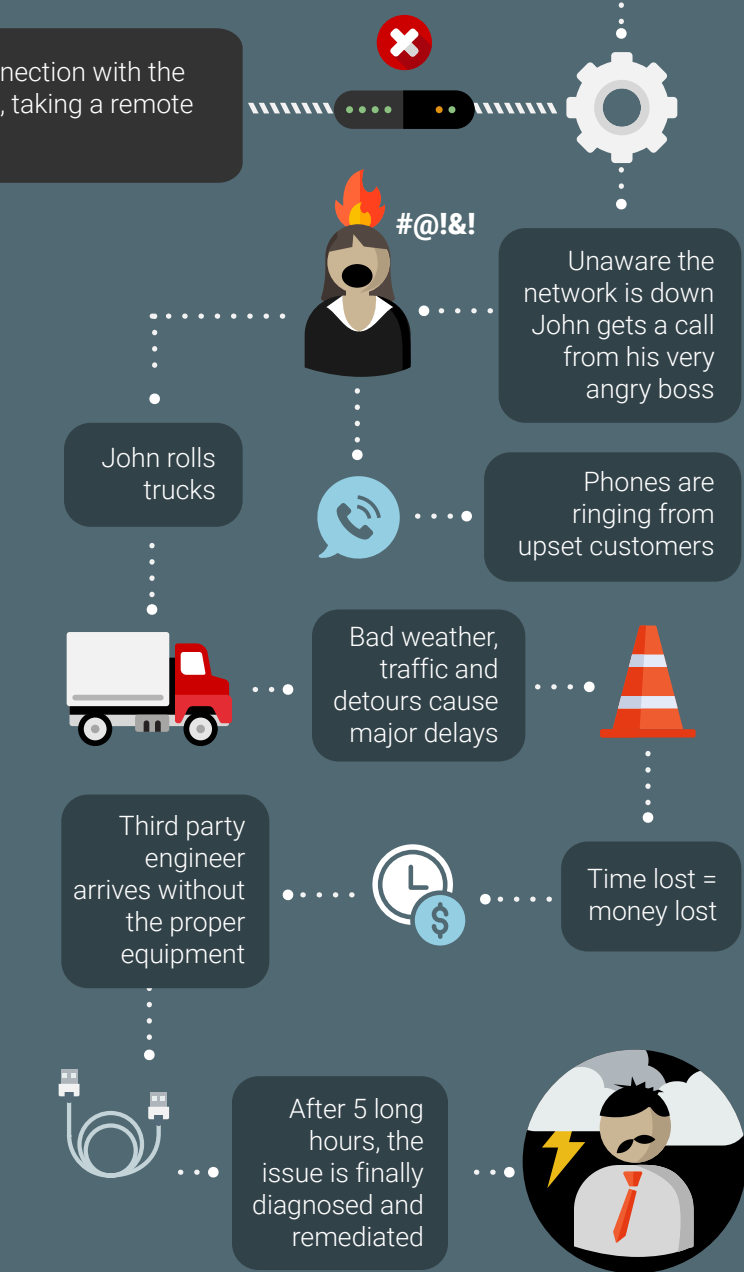 nection with the
, taking a remote
#@!&!
Unaware the
network is down
John gets a call
from his very
angry boss
John rolls
trucks
Phones are
ringing from
upset customers
Bad weather,
traffic and
detours cause
major delays
Third party
engineer
arrives without
the proper
equipment
Time lost =
money lost
$
After 5 long
hours, the
issue is finally
diagnosed and
remediated